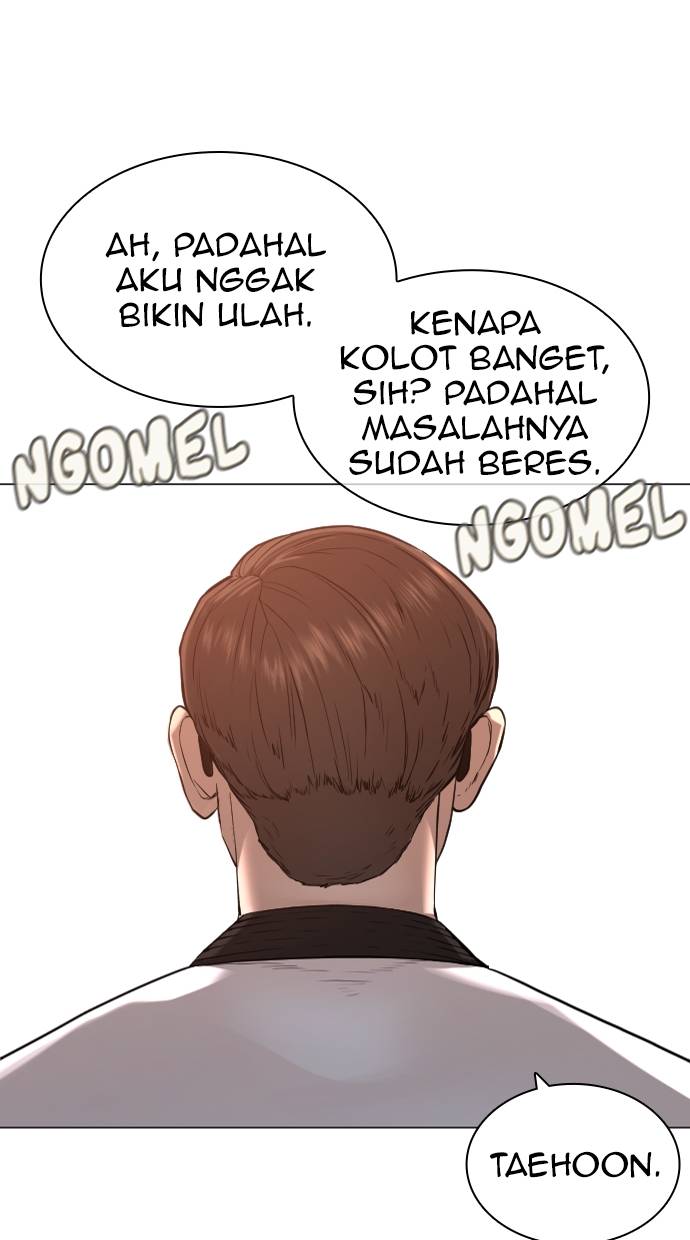 AH, PADAHAL
AKU NGGAK
BIKIN ULAH.
KENAPA
KOLOT BANGET,
SIH? PADAHAL
MASALAHNYA
SUDAH BERES.
NGOMEL
NGOMEL
TAEHOON.